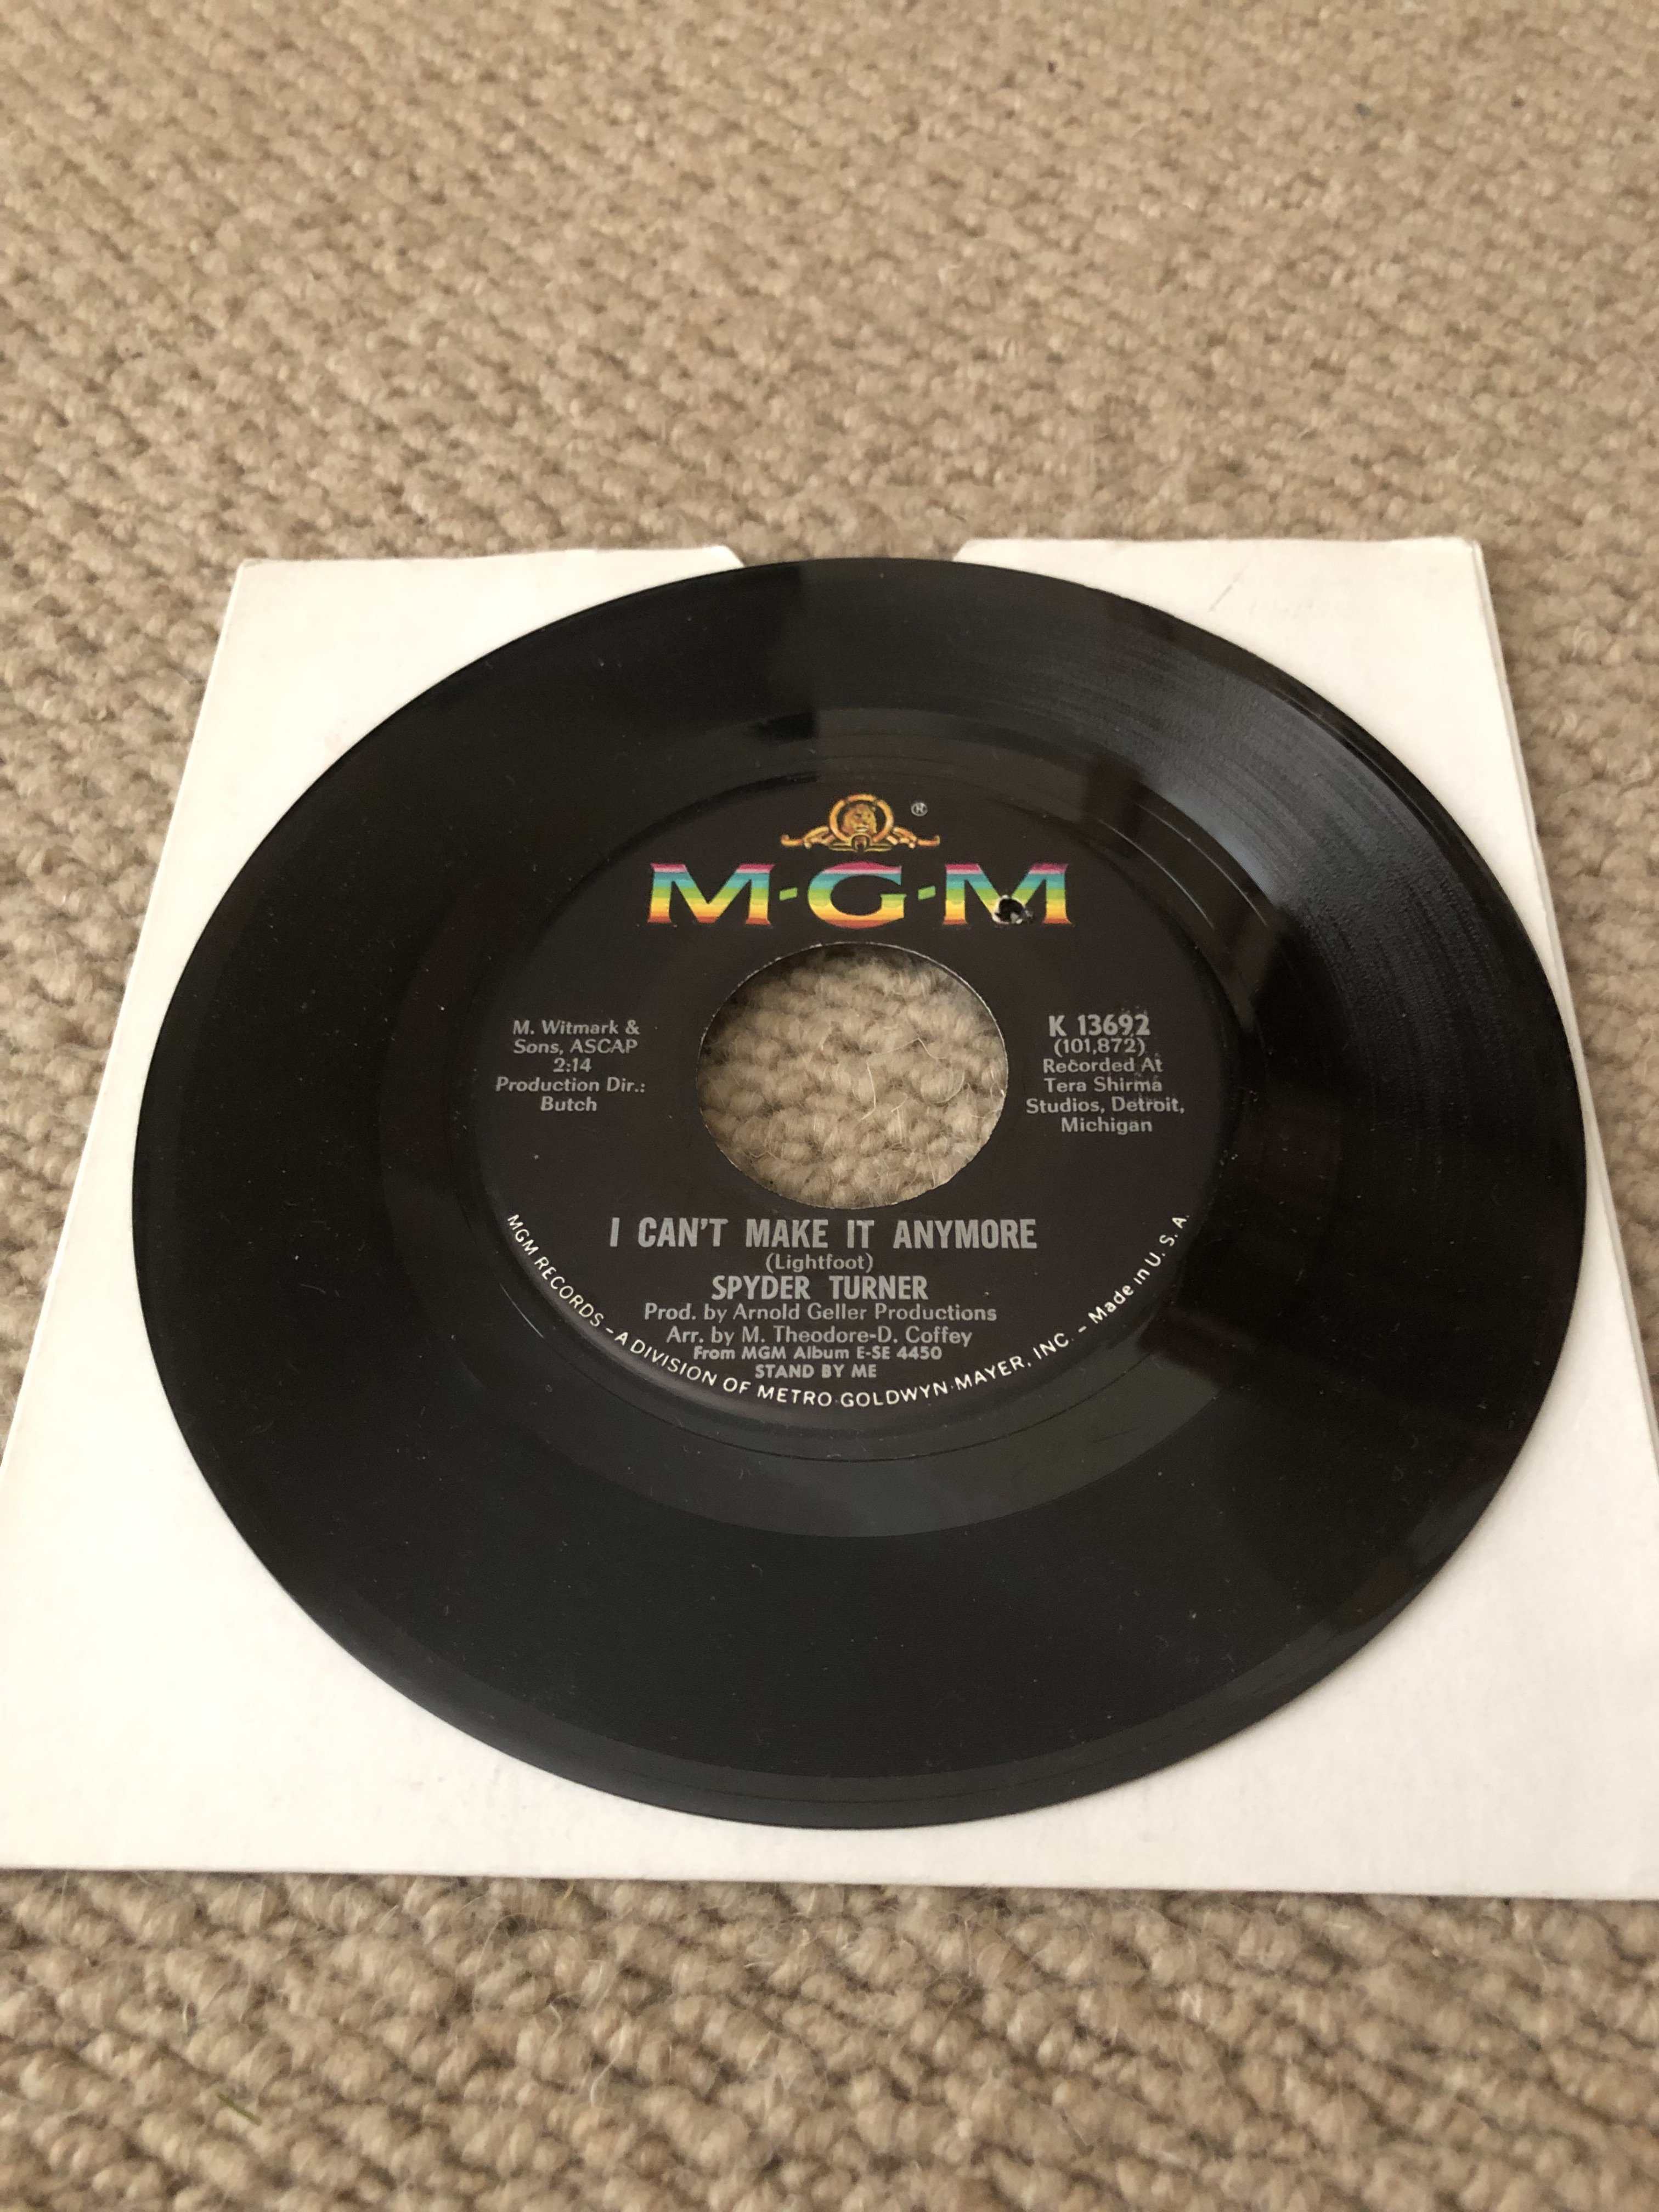 ®
M-G-M
M. Witmark &
Sons, ASCAP
2:14
Production Dir.:
Butch
K 13692
(101,872)
Recorded At
Tera Shirma
Studios, Detroit,
Michigan
I CAN'T MAKE IT ANYMORE
(Lightfoot)
SPYDER TURNER
Prod. by Arnold Geller Productions
Arr. by M. Theodore-D. Coffey
From MGM Album E-SE 4450
STAND BY ME
MGM RECORDS – A DIVISION OF METRO-GOLDWYN-MAYER, INC. – Made in U. S. A.